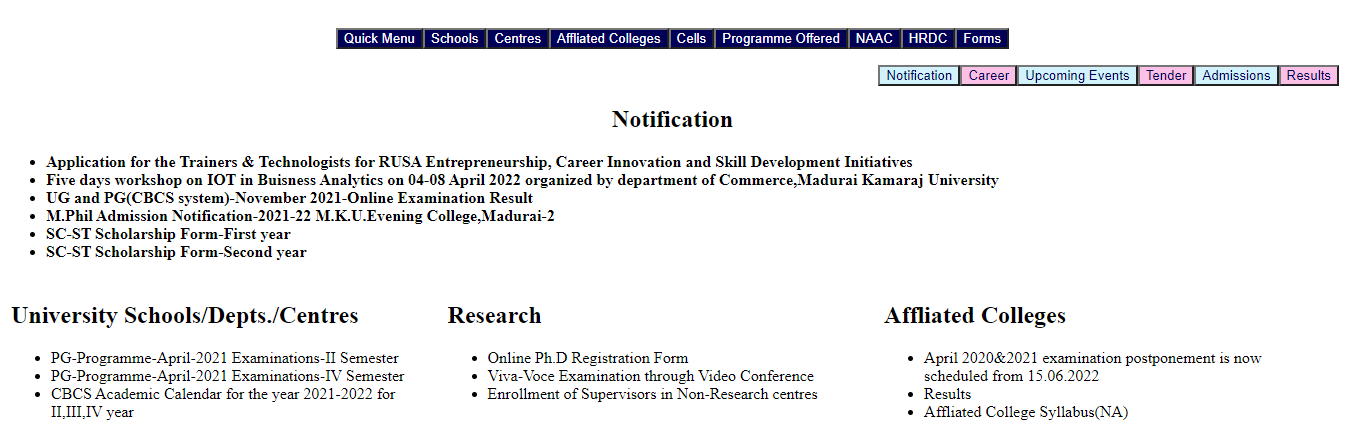 Quick Menu Schools Centres Affliated Colleges Cells Programme Offered NAAC HRDC Forms
Notification Career Upcoming Events Tender Admissions Results
Notification
Application for the Trainers & Technologists for RUSA Entrepreneurship, Career Innovation and Skill Development Initiatives
Five days workshop on IOT in Buisness Analytics on 04-08 April 2022 organized by department of Commerce,Madurai Kamaraj University
UG and PG(CBCS system)-November 2021-Online Examination Result
M.Phil Admission Notification-2021-22 M.K.U.Evening College,Madurai-2
SC-ST Scholarship Form-First year
SC-ST Scholarship Form-Second year
University Schools/Depts./Centres
PG-Programme-April-2021 Examinations-II Semester
PG-Programme-April-2021 Examinations-IV Semester
CBCS Academic Calendar for the year 2021-2022 for
II,III,IV year
Research
Online Ph.D Registration Form
Viva-Voce Examination through Video Conference
Enrollment of Supervisors in Non-Research centres
Affliated Colleges
April 2020&2021 examination postponement is now
scheduled from 15.06.2022
Results
Affliated College Syllabus(NA)